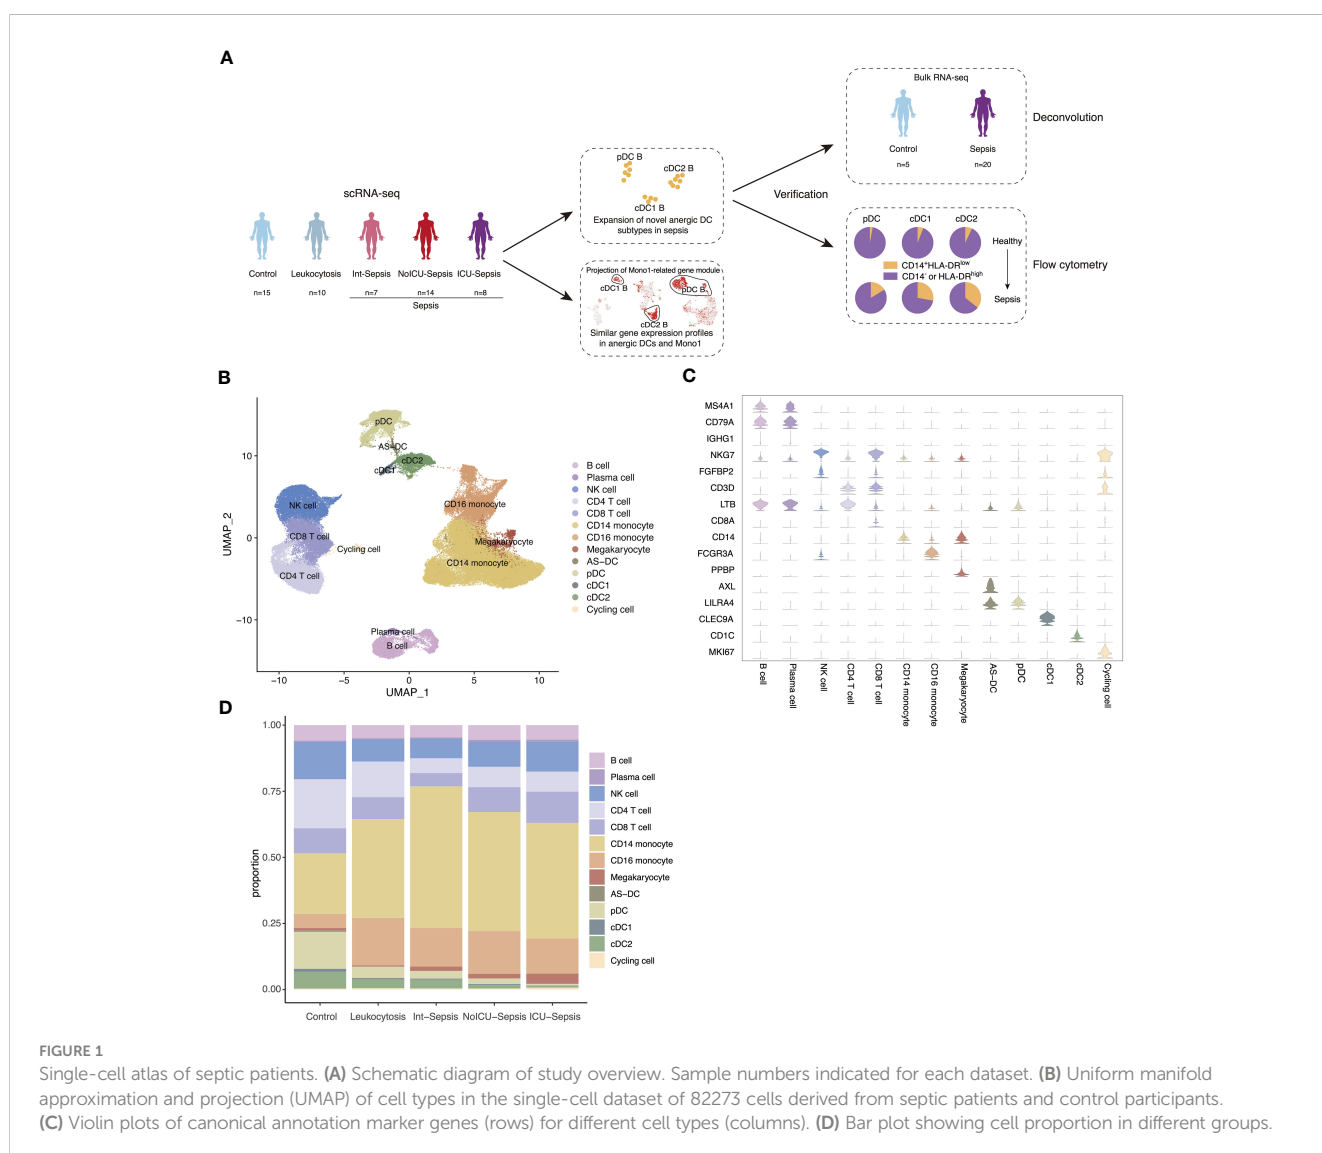 A
scRNA-seq
Control
Leukocytosis
Int-Sepsis
NoICU-Sepsis
ICU-Sepsis
n=15
n=10
n=7
n=14
n=8
Sepsis
pDC B
cDC2 B
cDC1 B
Expansion of novel anergic DC
subtypes in sepsis
Projection of Mono1-related gene module
cDC1 B
pDC B
cDC2 B
Similar gene expression profiles
in anergic DCs and Mono1
Verification
Bulk RNA-seq
Control
Sepsis
n=5
n=20
Deconvolution
pDC
cDC1
cDC2
Healthy
CD14⁺HLA-DRˡᵒʷ
CD14⁻ or HLA-DRʰⁱᵍʰ
Sepsis
Flow cytometry
B
UMAP_2
10
0
−10
−10
−5
0
5
10
UMAP_1
pDC
AS−DC
cDC2
cDC1
NK cell
CD16 monocyte
CD8 T cell
Cycling cell
Megakaryocyte
CD14 monocyte
CD4 T cell
Plasma cell
B cell
B cell
Plasma cell
NK cell
CD4 T cell
CD8 T cell
CD14 monocyte
CD16 monocyte
Megakaryocyte
AS−DC
pDC
cDC1
cDC2
Cycling cell
C
MS4A1
CD79A
IGHG1
NKG7
FGFBP2
CD3D
LTB
CD8A
CD14
FCGR3A
PPBP
AXL
LILRA4
CLEC9A
CD1C
MKI67
B cell
Plasma cell
NK cell
CD4 T cell
CD8 T cell
CD14 monocyte
CD16 monocyte
Megakaryocyte
AS−DC
pDC
cDC1
cDC2
Cycling cell
D
proportion
1.00
0.75
0.50
0.25
0.00
Control
Leukocytosis
Int−Sepsis
NoICU−Sepsis
ICU−Sepsis
B cell
Plasma cell
NK cell
CD4 T cell
CD8 T cell
CD14 monocyte
CD16 monocyte
Megakaryocyte
AS−DC
pDC
cDC1
cDC2
Cycling cell
FIGURE 1
Single-cell atlas of septic patients. (A) Schematic diagram of study overview. Sample numbers indicated for each dataset. (B) Uniform manifold
approximation and projection (UMAP) of cell types in the single-cell dataset of 82273 cells derived from septic patients and control participants.
(C) Violin plots of canonical annotation marker genes (rows) for different cell types (columns). (D) Bar plot showing cell proportion in different groups.